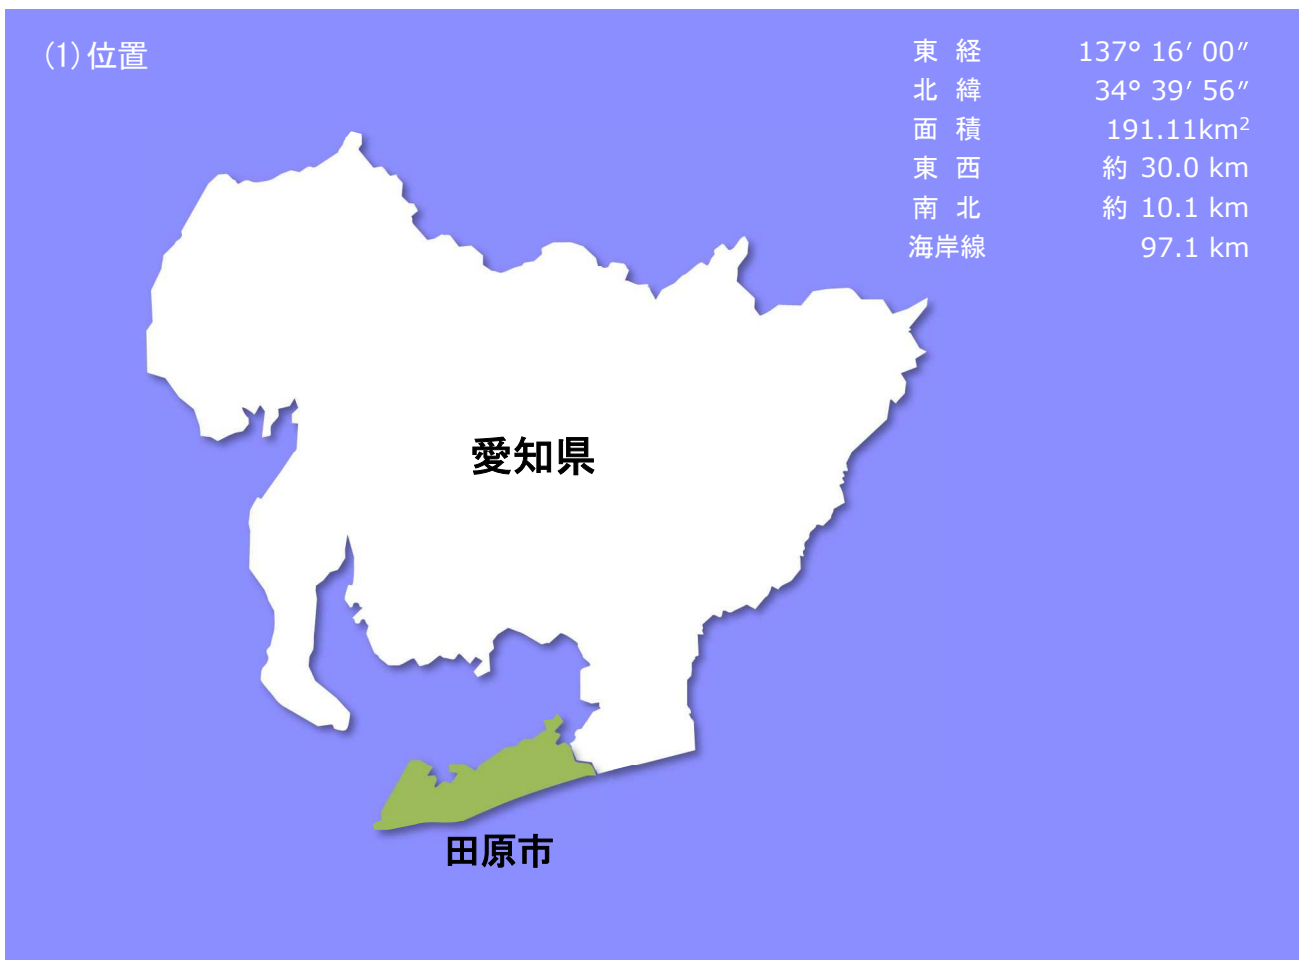 (1)位置
東 経 137° 16′ 00″
北 緯 34° 39′ 56″
面 積 191.11km²
東 西 約 30.0 km
南 北 約 10.1 km
海岸線 97.1 km
愛知県
田原市